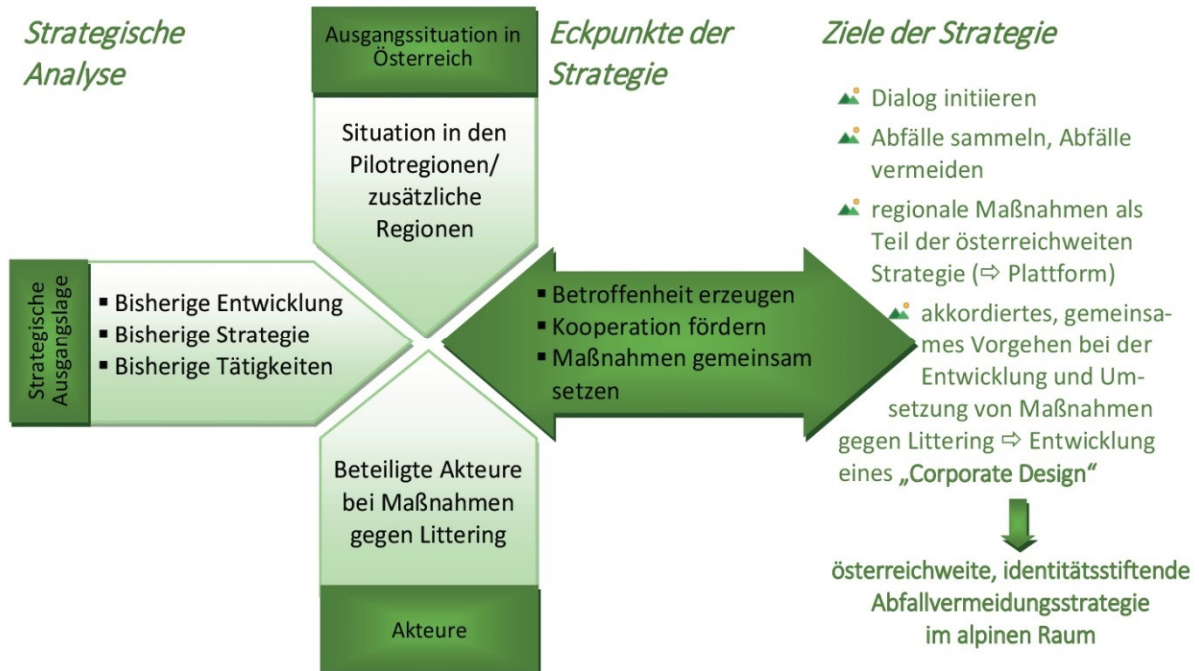 Strategische
Analyse
Ausgangssituation in
Österreich
Situation in den
Pilotregionen/
zusätzliche
Regionen
Strategische
Ausgangslage
▪ Bisherige Entwicklung
▪ Bisherige Strategie
▪ Bisherige Tätigkeiten
Beteiligte Akteure
bei Maßnahmen
gegen Littering
Akteure
Eckpunkte der
Strategie
▪ Betroffenheit erzeugen
▪ Kooperation fördern
▪ Maßnahmen gemeinsam
setzen
Ziele der Strategie
Dialog initiieren
Abfälle sammeln, Abfälle
vermeiden
regionale Maßnahmen als
Teil der österreichweiten
Strategie (⇨ Plattform)
akkordiertes, gemeinsa-
mes Vorgehen bei der
Entwicklung und Um-
setzung von Maßnahmen
gegen Littering ⇨ Entwicklung
eines „Corporate Design“
österreichweite, identitätsstiftende
Abfallvermeidungsstrategie
im alpinen Raum